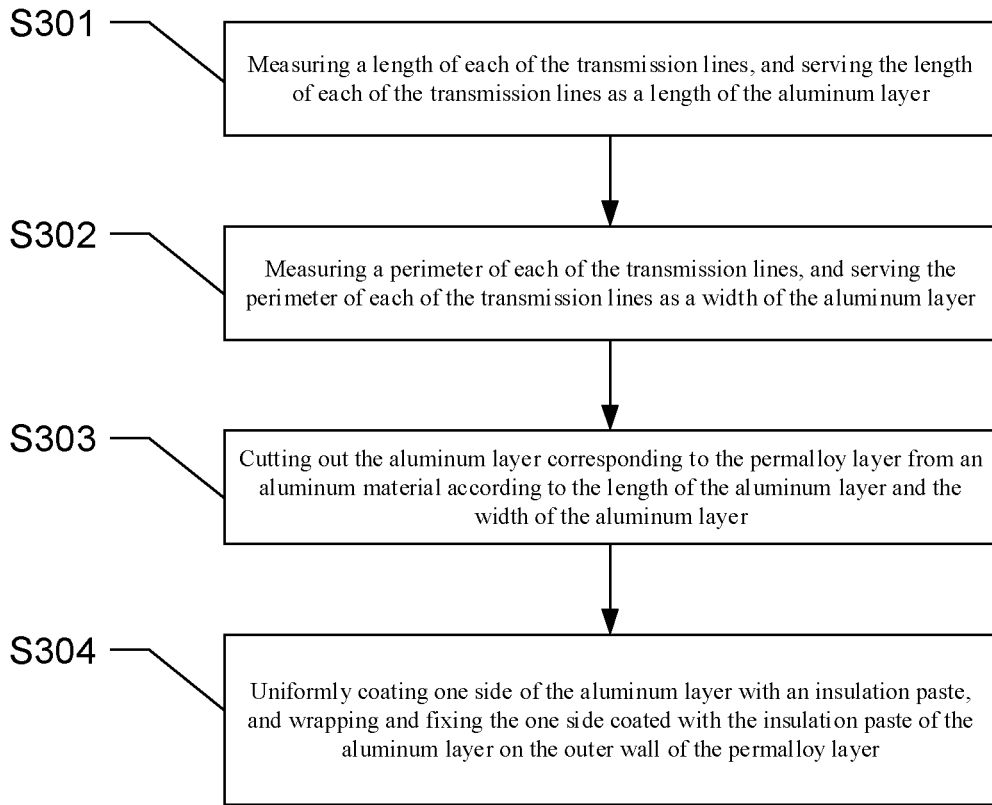 S301
Measuring a length of each of the transmission lines, and serving the length
of each of the transmission lines as a length of the aluminum layer
S302
Measuring a perimeter of each of the transmission lines, and serving the
perimeter of each of the transmission lines as a width of the aluminum layer
S303
Cutting out the aluminum layer corresponding to the permalloy layer from an
aluminum material according to the length of the aluminum layer and the
width of the aluminum layer
S304
Uniformly coating one side of the aluminum layer with an insulation paste,
and wrapping and fixing the one side coated with the insulation paste of the
aluminum layer on the outer wall of the permalloy layer